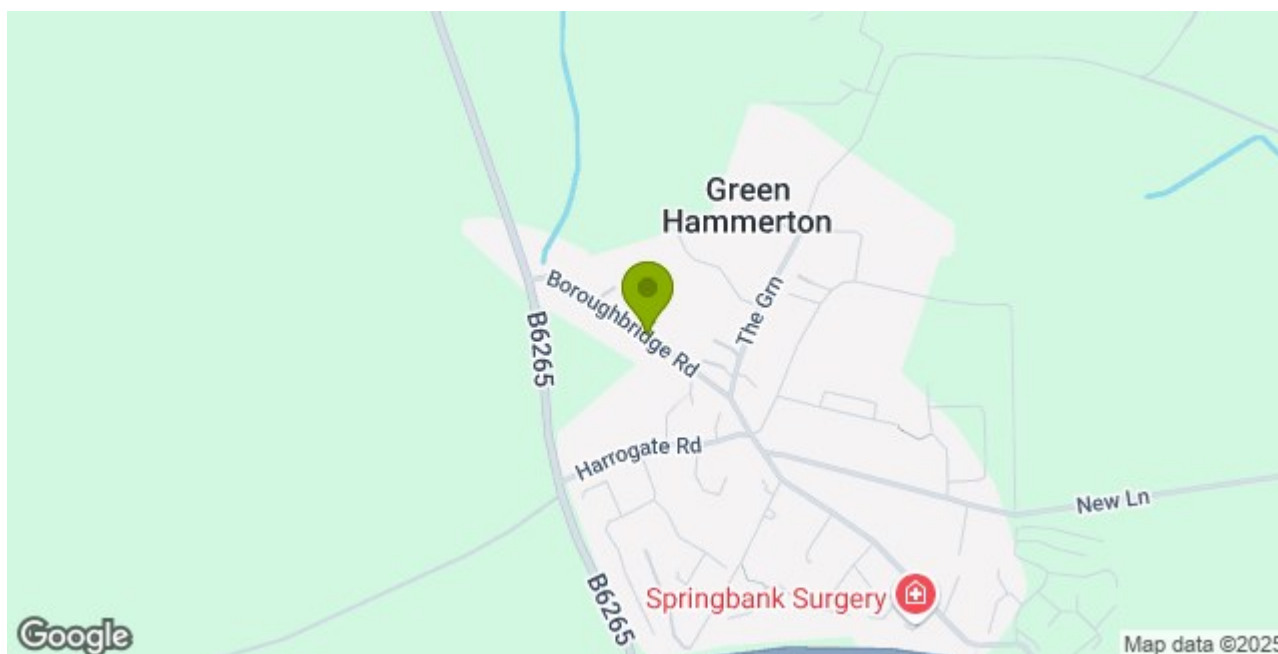 Green
Hammerton
Boroughbridge Rd
The Grn
B6265
Harrogate Rd
New Ln
B6265
Springbank Surgery
Google
Map data ©2025